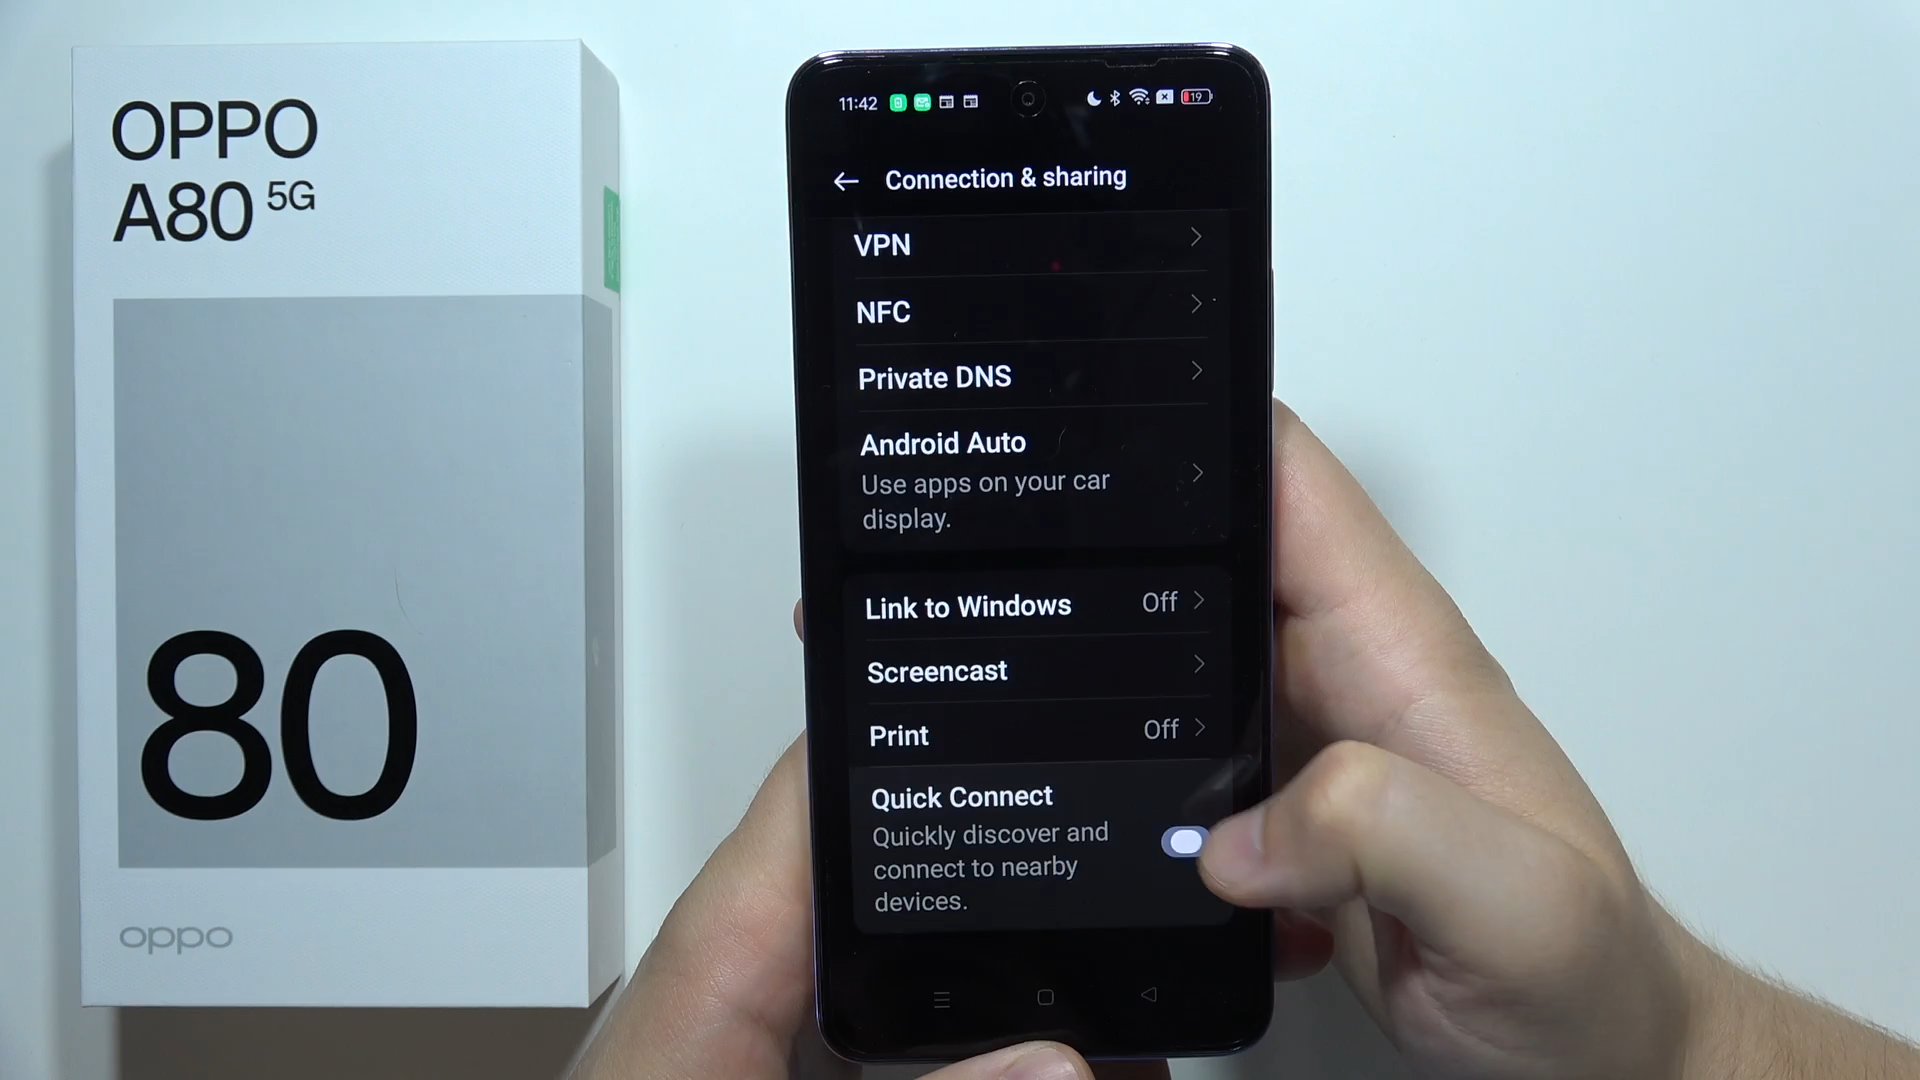 OPPO
A80 5G
80
oppo
11:42
19
Connection & sharing
VPN
NFC
Private DNS
Android Auto
Use apps on your car
display.
Link to Windows Off
Screencast
Print Off
Quick Connect
Quickly discover and
connect to nearby
devices.